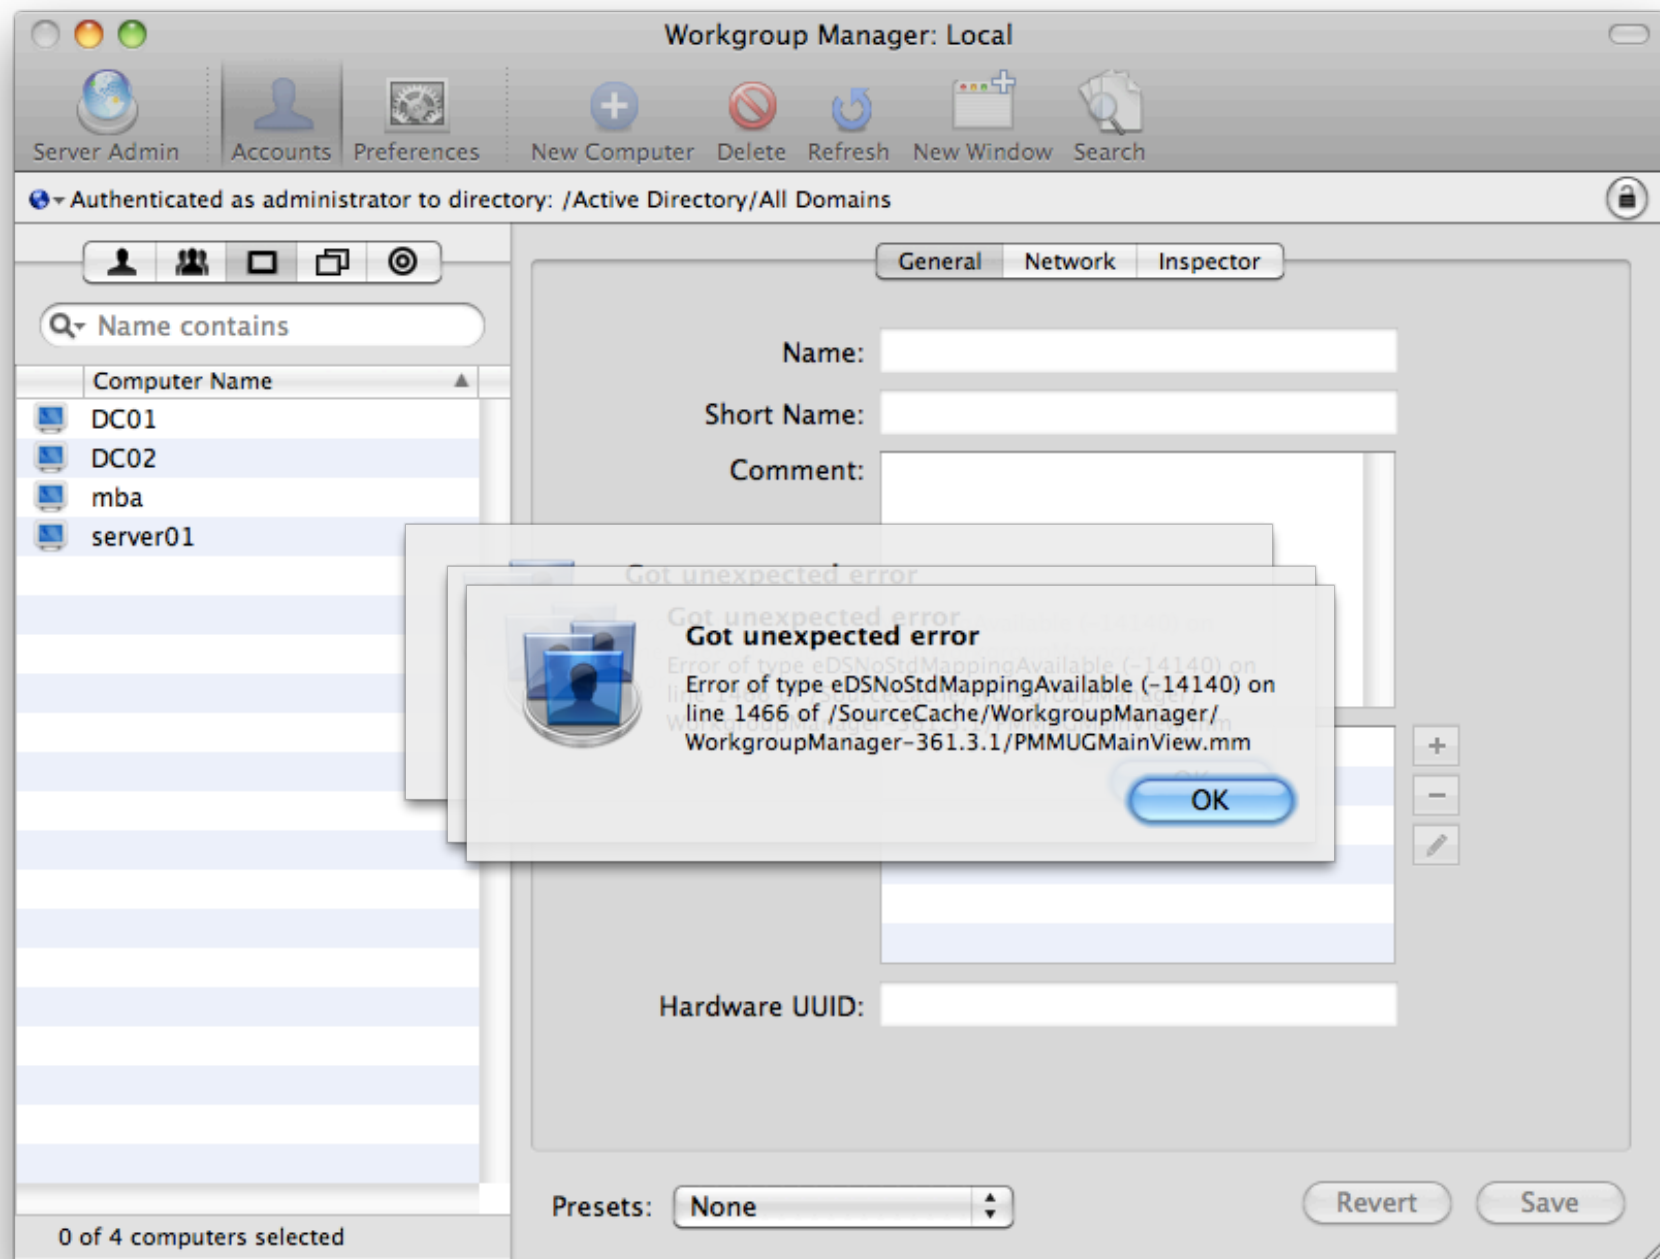 Workgroup Manager: Local
Server Admin
Accounts
Preferences
New Computer
Delete
Refresh
New Window
Search
Authenticated as administrator to directory: /Active Directory/All Domains
General
Network
Inspector
Name contains
Computer Name
DC01
DC02
mba
server01
Name:
Short Name:
Comment:
Got unexpected error
Got unexpected error
Got unexpected error
Error of type eDSNoStdMappingAvailable (-14140) on
line 1466 of /SourceCache/WorkgroupManager/
WorkgroupManager-361.3.1/PMMUGMainView.mm
OK
Hardware UUID:
Presets:
None
Revert
Save
0 of 4 computers selected